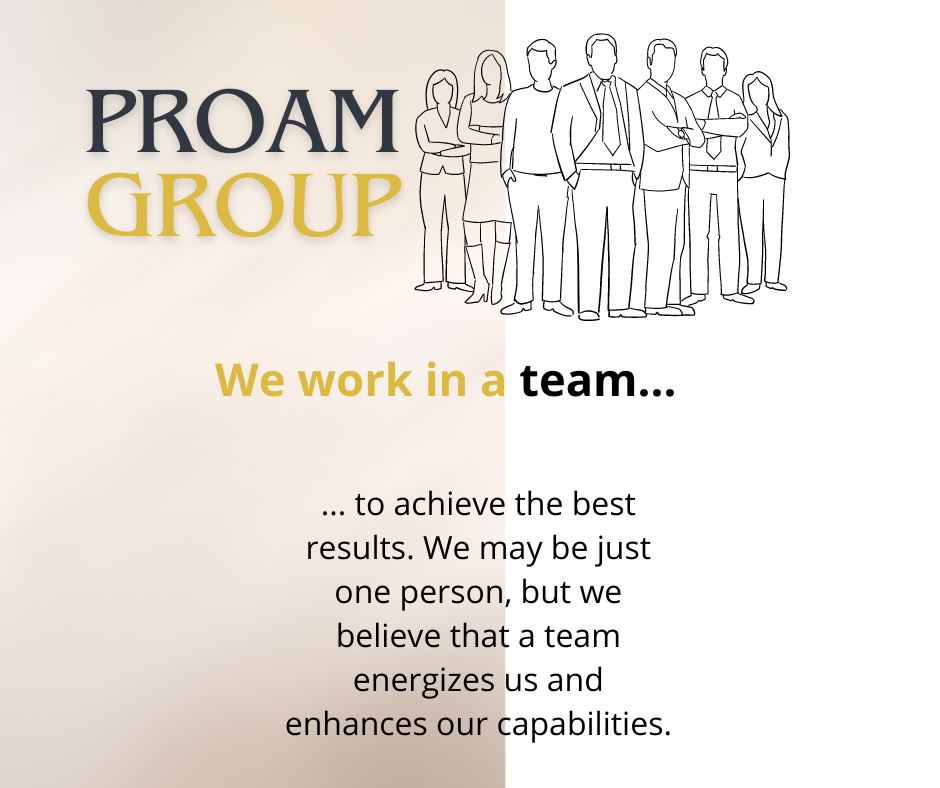 PROAM
GROUP
We work in a team...
... to achieve the best
results. We may be just
one person, but we
believe that a team
energizes us and
enhances our capabilities.